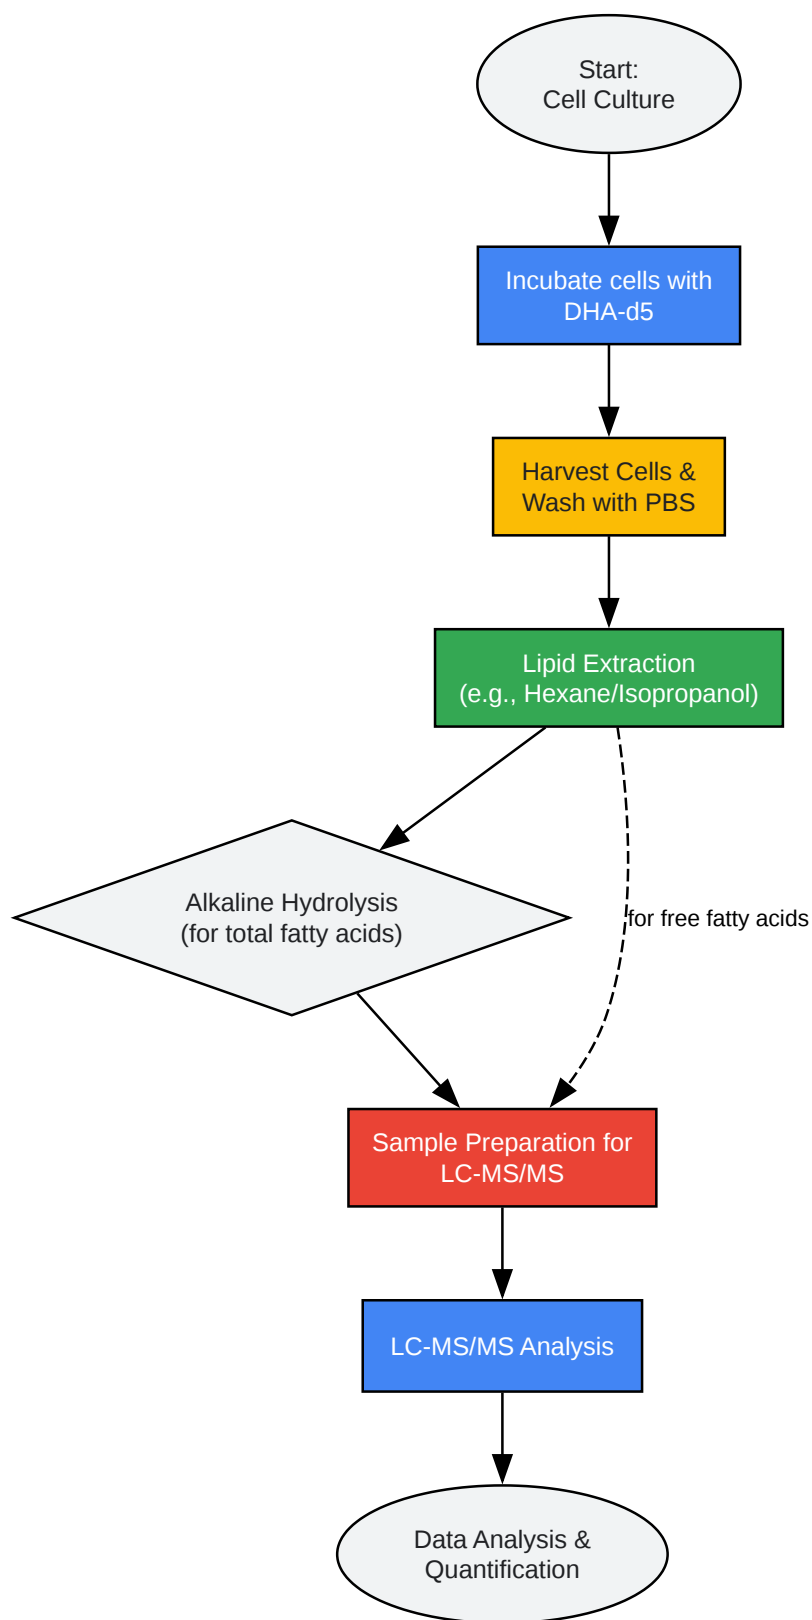 Start:
Cell Culture
Incubate cells with
DHA-d5
Harvest Cells &
Wash with PBS
Lipid Extraction
(e.g., Hexane/Isopropanol)
Alkaline Hydrolysis
(for total fatty acids)
for free fatty acids
Sample Preparation for
LC-MS/MS
LC-MS/MS Analysis
Data Analysis &
Quantification